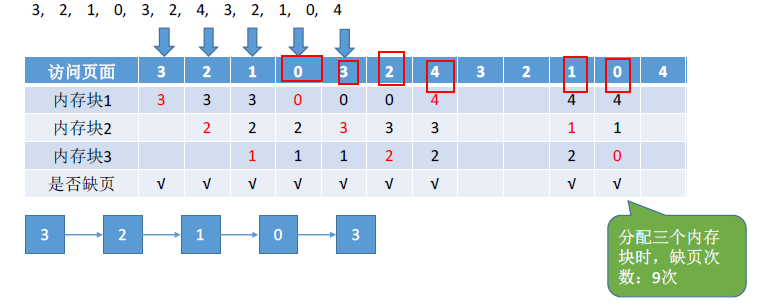 3, 2, 1, 0, 3, 2, 4, 3, 2, 1, 0, 4
访问页面 3 2 1 0 3 2 4 3 2 1 0 4
内存块1 3 3 3 0 0 0 4 4 4
内存块2 2 2 2 3 3 3 1 1
内存块3 1 1 1 2 2 2 0
是否缺页 √ √ √ √ √ √ √ √ √
3 2 1 0 3
分配三个内存
块时，缺页次
数：9次